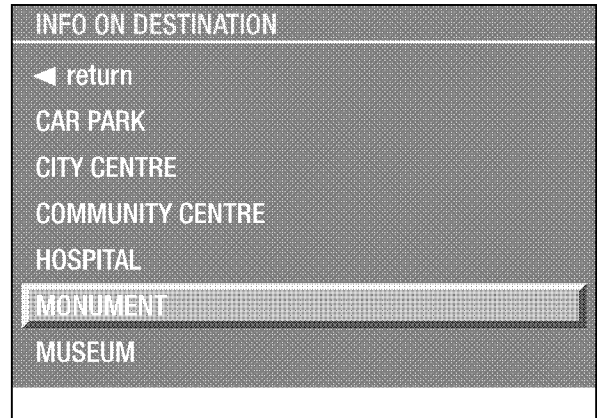 INFO ON DESTINATION
◄ return
CAR PARK
CITY CENTRE
COMMUNITY CENTRE
HOSPITAL
MONUMENT
MUSEUM